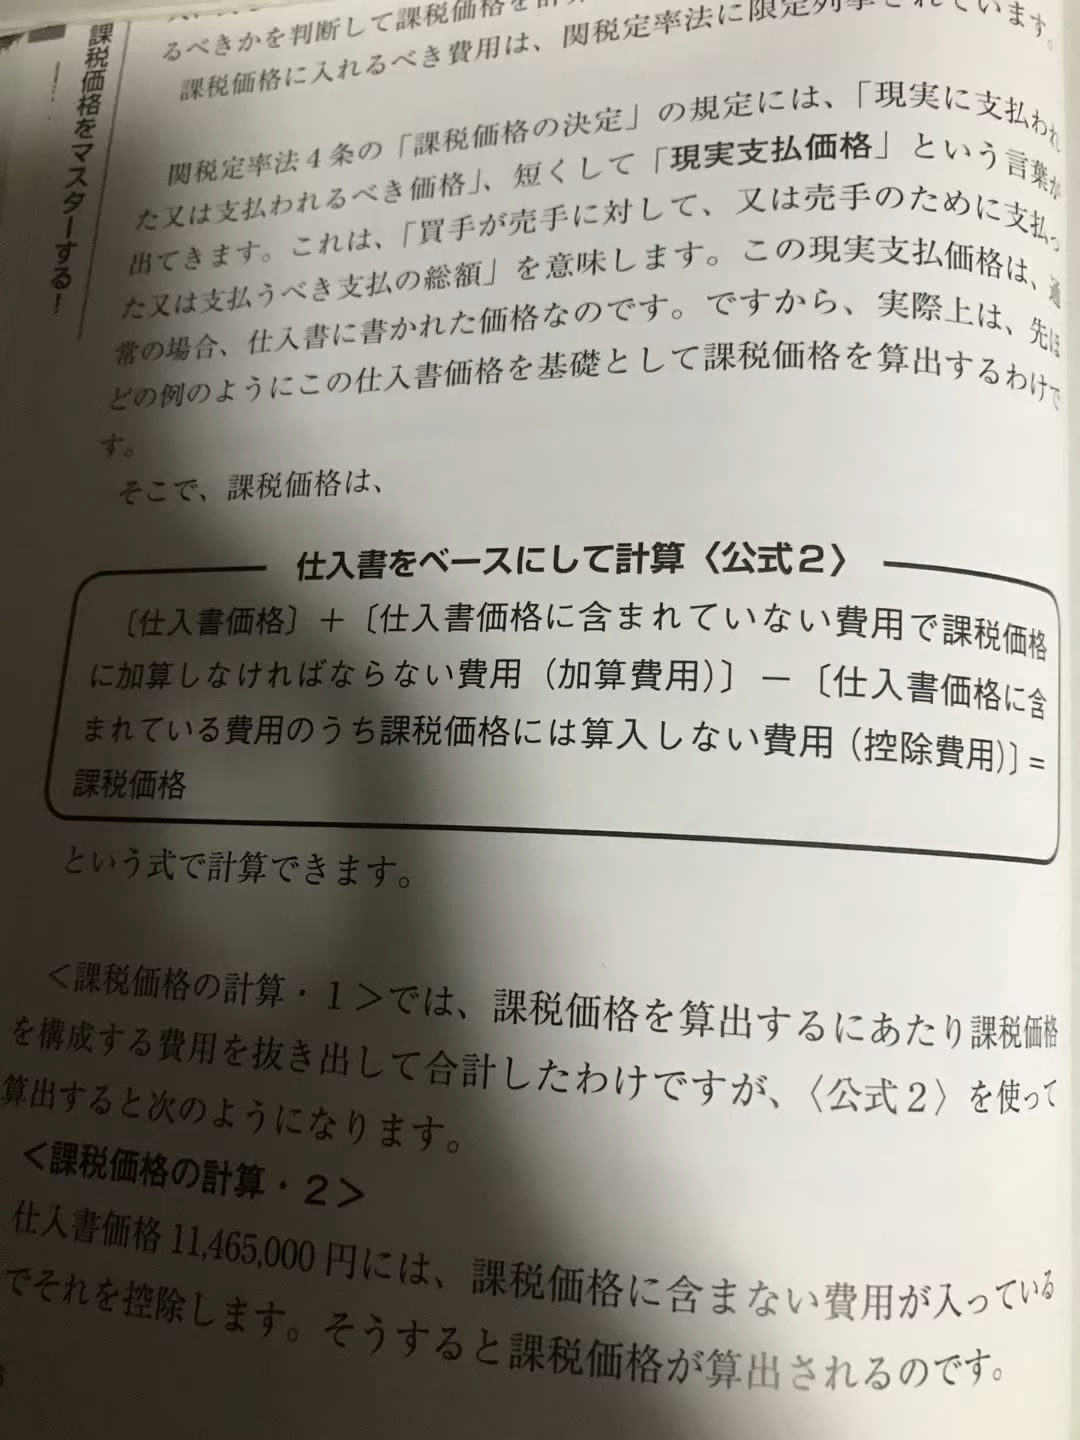 課税価格をマスターする!
るべきかを判断して課税価格を計算
課税価格に入れるべき費用は、関税定率法に限定列挙されています。
関税定率法4条の「課税価格の決定」の規定には、「現実に支払われ
た又は支払われるべき価格」、短くして「現実支払価格」という言葉が
出てきます。これは、「買手が売手に対して、又は売手のために支払っ
た又は支払うべき支払の総額」を意味します。この現実支払価格は、通
常の場合、仕入書に書かれた価格なのです。ですから、実際上は、先ほ
どの例のようにこの仕入書価格を基礎として課税価格を算出するわけで
す。
そこで、課税価格は、
仕入書をベースにして計算〈公式2〉
〔仕入書価格〕+〔仕入書価格に含まれていない費用で課税価格
に加算しなければならない費用(加算費用)〕-〔仕入書価格に含
まれている費用のうち課税価格には算入しない費用(控除費用)〕=
課税価格
という式で計算できます。
<課税価格の計算・1>では、課税価格を算出するにあたり課税価格
を構成する費用を抜き出して合計したわけですが、〈公式2〉を使って
算出すると次のようになります。
<課税価格の計算・2>
仕入書価格11,465,000円には、課税価格に含まない費用が入っている
でそれを控除します。そうすると課税価格が算出されるのです。